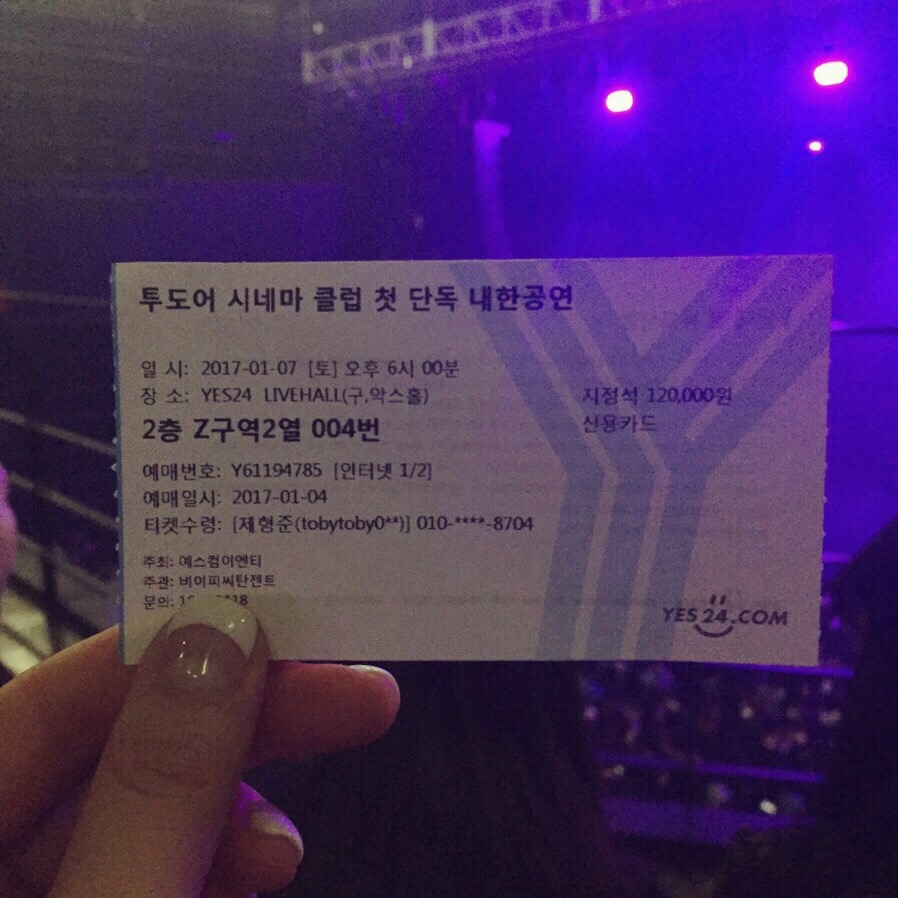 투도어 시네마 클럽 첫 단독 내한공연
일 시: 2017-01-07 [토] 오후 6시 00분
장 소: YES24 LIVEHALL(구,악스홀)
지정석 120,000원
2층 Z구역2열 004번
신용카드
예매번호: Y61194785 [인터넷 1/2]
예매일시: 2017-01-04
티켓수령: [제형준(tobytoby0**)] 010-****-8704
주최: 예스컴이엔티
주관: 비이피씨탄젠트
문의:
YES24.COM